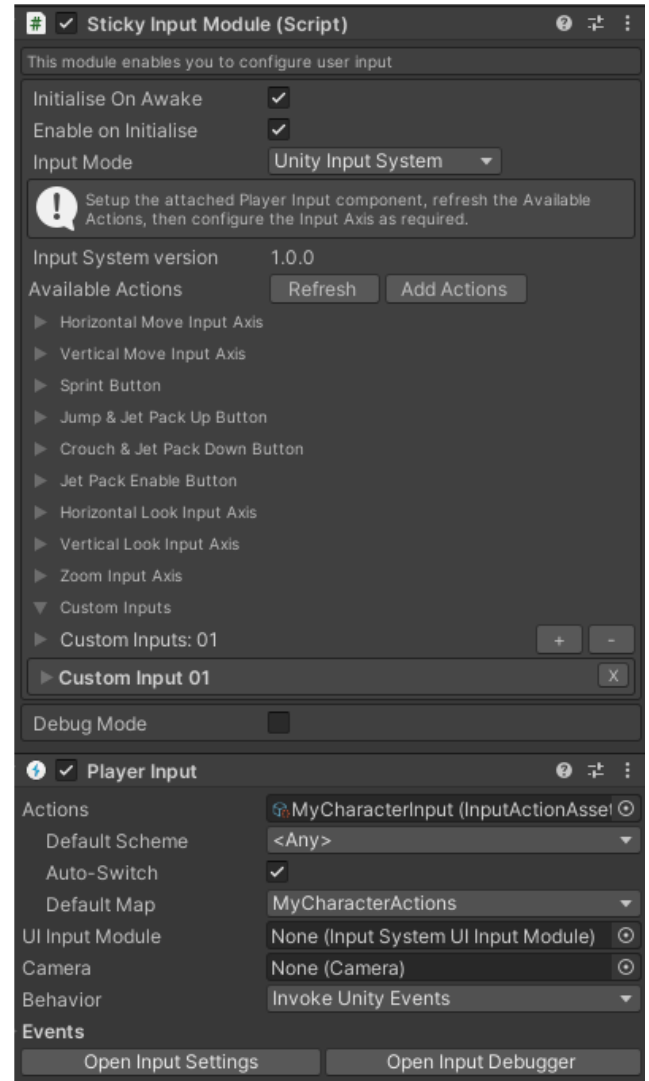 # Sticky Input Module (Script)
This module enables you to configure user input
Initialise On Awake
Enable on Initialise
Input Mode Unity Input System
! Setup the attached Player Input component, refresh the Available
Actions, then configure the Input Axis as required.
Input System version 1.0.0
Available Actions Refresh Add Actions
Horizontal Move Input Axis
Vertical Move Input Axis
Sprint Button
Jump & Jet Pack Up Button
Crouch & Jet Pack Down Button
Jet Pack Enable Button
Horizontal Look Input Axis
Vertical Look Input Axis
Zoom Input Axis
Custom Inputs
Custom Inputs: 01 + -
Custom Input 01 X
Debug Mode
Player Input
Actions MyCharacterInput (InputActionAsset
Default Scheme <Any>
Auto-Switch
Default Map MyCharacterActions
UI Input Module None (Input System UI Input Module)
Camera None (Camera)
Behavior Invoke Unity Events
Events
Open Input Settings Open Input Debugger